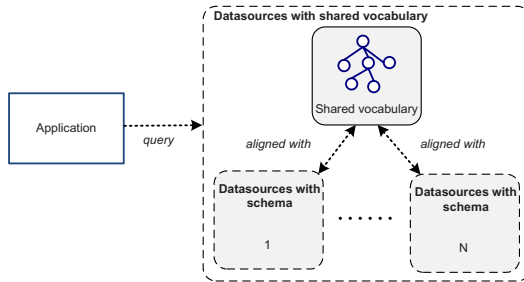 Datasources with shared vocabulary
Shared vocabulary
Application
query
aligned with
aligned with
Datasources with
schema
1
......
Datasources with
schema
N